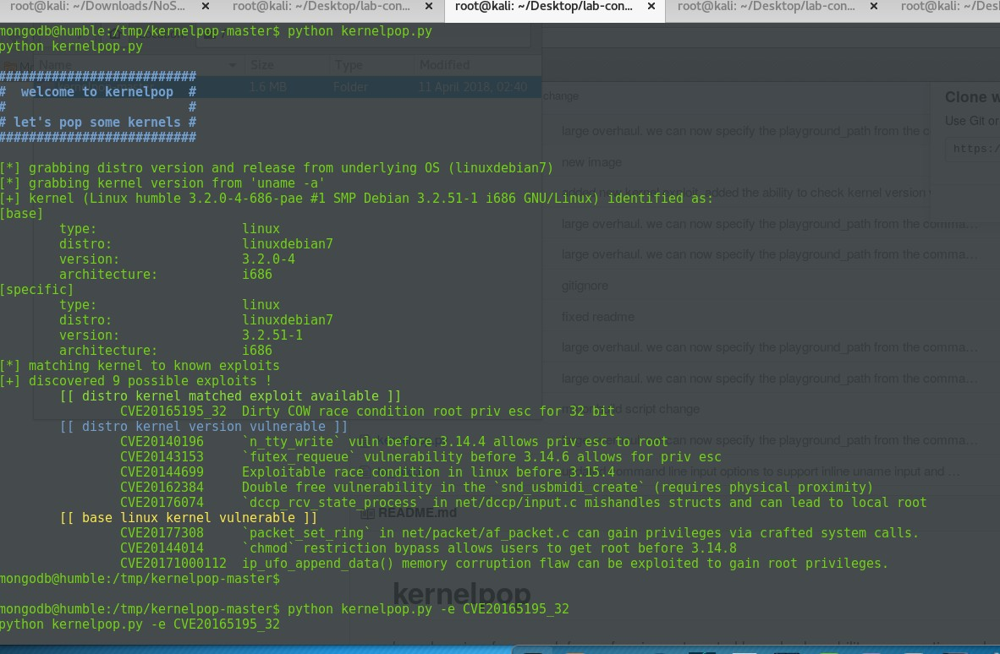 root@kali: ~/Downloads/NoS...
root@kali: ~/Desktop/lab-con...
root@kali: ~/Desktop/lab-con...
root@kali: ~/Desktop/lab-con...
root@kali: ~/Des
mongodb@humble:/tmp/kernelpop-master$ python kernelpop.py
python kernelpop.py
Name Size Type Modified
1.6 MB Folder 11 April 2018, 02:40
##########################
# welcome to kernelpop #
# #
# let's pop some kernels #
##########################
change
Clone w
Use Git or
https:/
large overhaul. we can now specify the playground_path from the c
new image
added the ability to check kernel version
large overhaul. we can now specify the playground_path from the comma...
large overhaul. we can now specify the playground_path from the comma...
gitignore
fixed readme
large overhaul. we can now specify the playground_path from the comma...
large overhaul. we can now specify the playground_path from the comma...
script change
large overhaul. we can now specify the playground_path from the comma...
command line input options to support inline uname input and ...
[*] grabbing distro version and release from underlying OS (linuxdebian7)
[*] grabbing kernel version from 'uname -a'
[+] kernel (Linux humble 3.2.0-4-686-pae #1 SMP Debian 3.2.51-1 i686 GNU/Linux) identified as:
[base]
type: linux
distro: linuxdebian7
version: 3.2.0-4
architecture: i686
[specific]
type: linux
distro: linuxdebian7
version: 3.2.51-1
architecture: i686
[*] matching kernel to known exploits
[+] discovered 9 possible exploits !
[[ distro kernel matched exploit available ]]
CVE20165195_32 Dirty COW race condition root priv esc for 32 bit
[[ distro kernel version vulnerable ]]
CVE20140196 `n_tty_write` vuln before 3.14.4 allows priv esc to root
CVE20143153 `futex_requeue` vulnerability before 3.14.6 allows for priv esc
CVE20144699 Exploitable race condition in linux before 3.15.4
CVE20162384 Double free vulnerability in the `snd_usbmidi_create` (requires physical proximity)
CVE20176074 `dccp_rcv_state_process` in net/dccp/input.c mishandles structs and can lead to local root
[[ base linux kernel vulnerable ]]
README.md
CVE20177308 `packet_set_ring` in net/packet/af_packet.c can gain privileges via crafted system calls.
CVE20144014 `chmod` restriction bypass allows users to get root before 3.14.8
CVE20171000112 ip_ufo_append_data() memory corruption flaw can be exploited to gain root privileges.
mongodb@humble:/tmp/kernelpop-master$
kernelpop
mongodb@humble:/tmp/kernelpop-master$ python kernelpop.py -e CVE20165195_32
python kernelpop.py -e CVE20165195_32